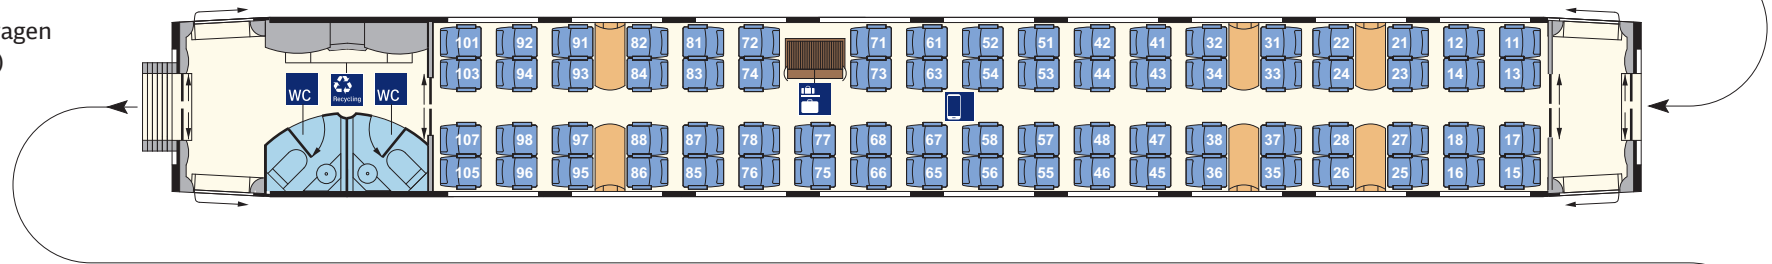 agen
)
101 92 91 82 81 72 71 61 52 51 42 41 32 31 22 21 12 11
103 94 93 84 83 74 73 63 54 53 44 43 34 33 24 23 14 13
WC Recycling WC
107 98 97 88 87 78 77 68 67 58 57 48 47 38 37 28 27 18 17
105 96 95 86 85 76 75 66 65 56 55 46 45 36 35 26 25 16 15